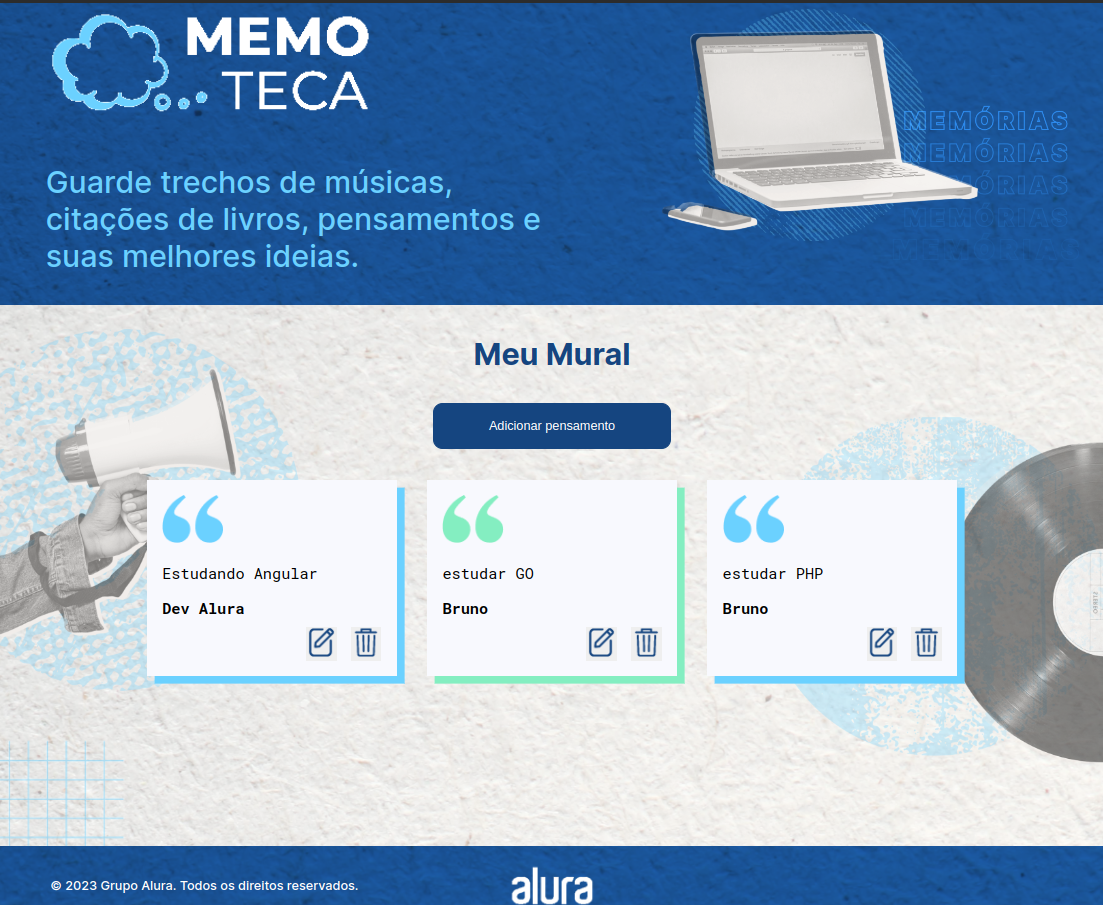 MEMO
TECA
MEMÓRIAS
MEMÓRIAS
MEMÓRIAS
MEMÓRIAS
Guarde trechos de músicas,
citações de livros, pensamentos e
suas melhores ideias.
Meu Mural
Adicionar pensamento
Estudando Angular
Dev Alura
estudar GO
Bruno
estudar PHP
Bruno
© 2023 Grupo Alura. Todos os direitos reservados.
alura